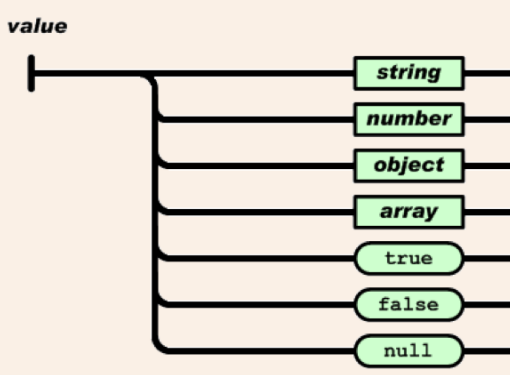 value
string
number
object
array
true
false
null